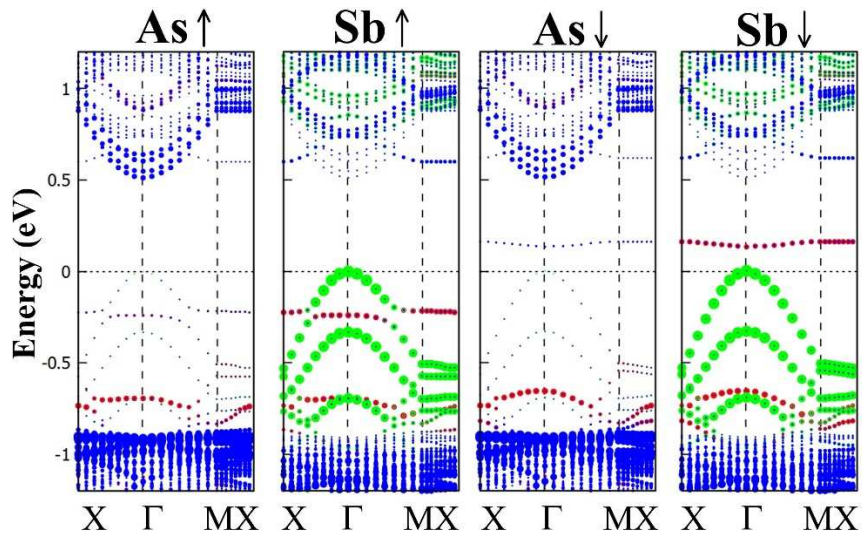 As ↑ Sb ↑ As ↓ Sb ↓
1
0.5
0
-0.5
-1
Energy (eV)
X Γ MX X Γ MX X Γ MX X Γ MX